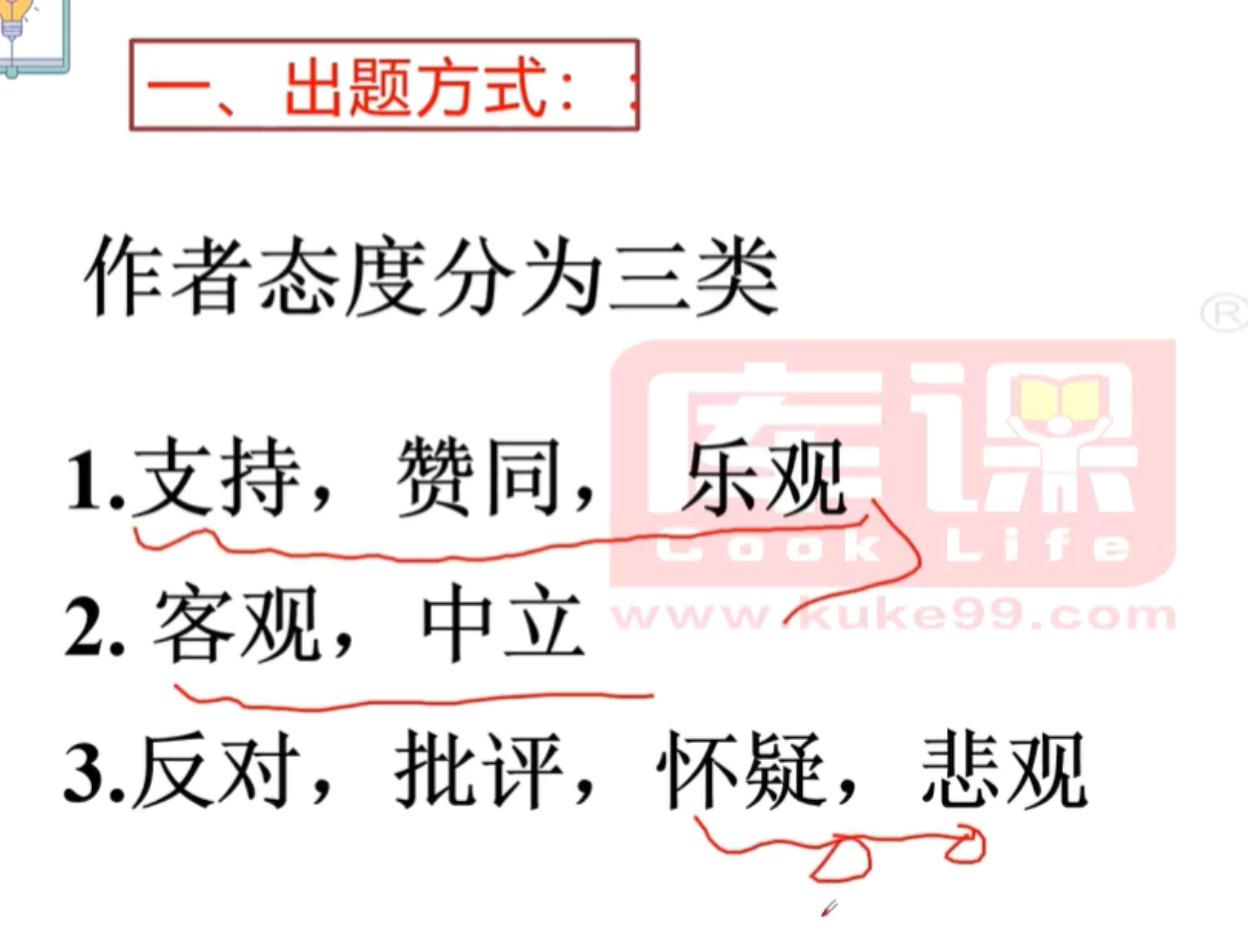 一、出题方式：
作者态度分为三类
®
库课
1.支持，赞同， 乐观
Cook Life
2. 客观，中立
www.kuke99.com
3.反对，批评，怀疑，悲观